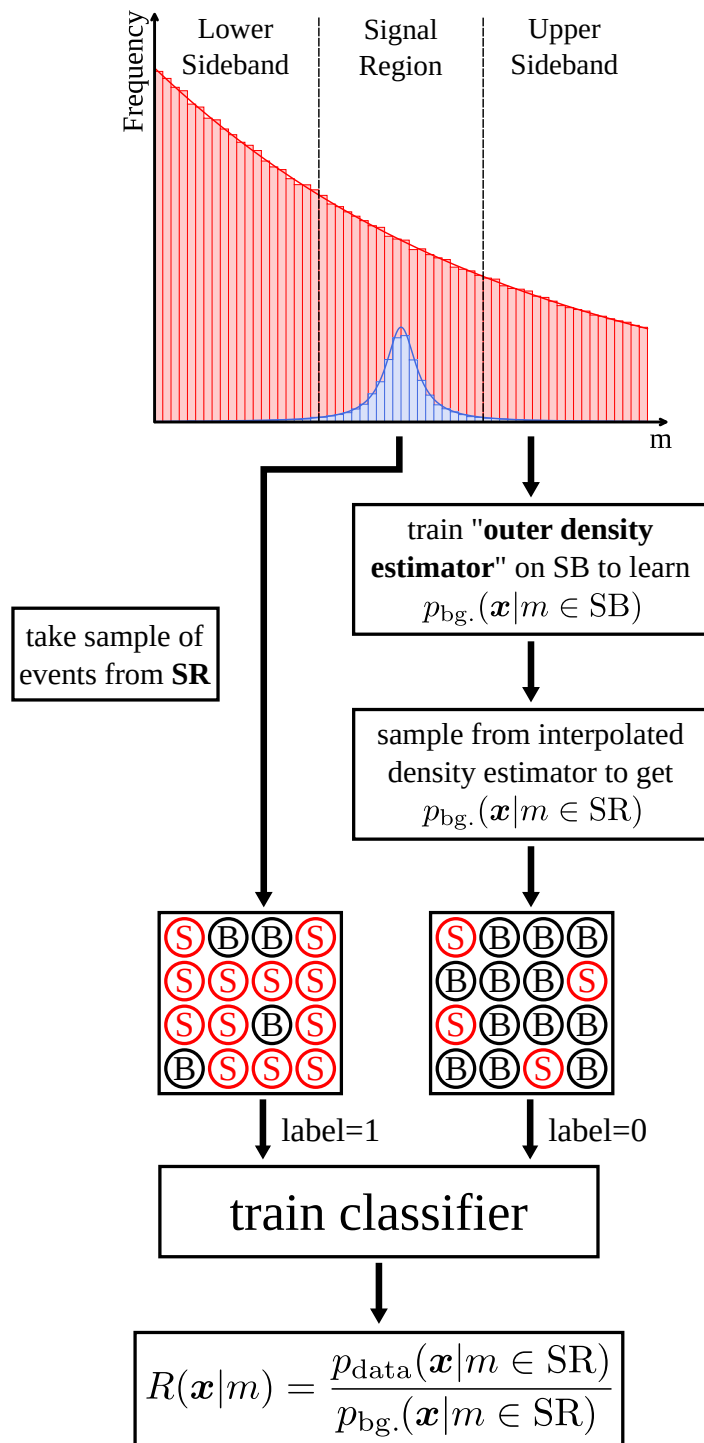 Lower Sideband
Signal Region
Upper Sideband
Frequency
m
train "outer density
estimator" on SB to learn
p_bg.(x|m ∈ SB)
take sample of
events from SR
sample from interpolated
density estimator to get
p_bg.(x|m ∈ SR)
S B B S
S S S S
S S B S
B S S S
S B B B
B B B S
S B B B
B B S B
label=1
label=0
train classifier
R(x|m) = p_data(x|m ∈ SR) / p_bg.(x|m ∈ SR)